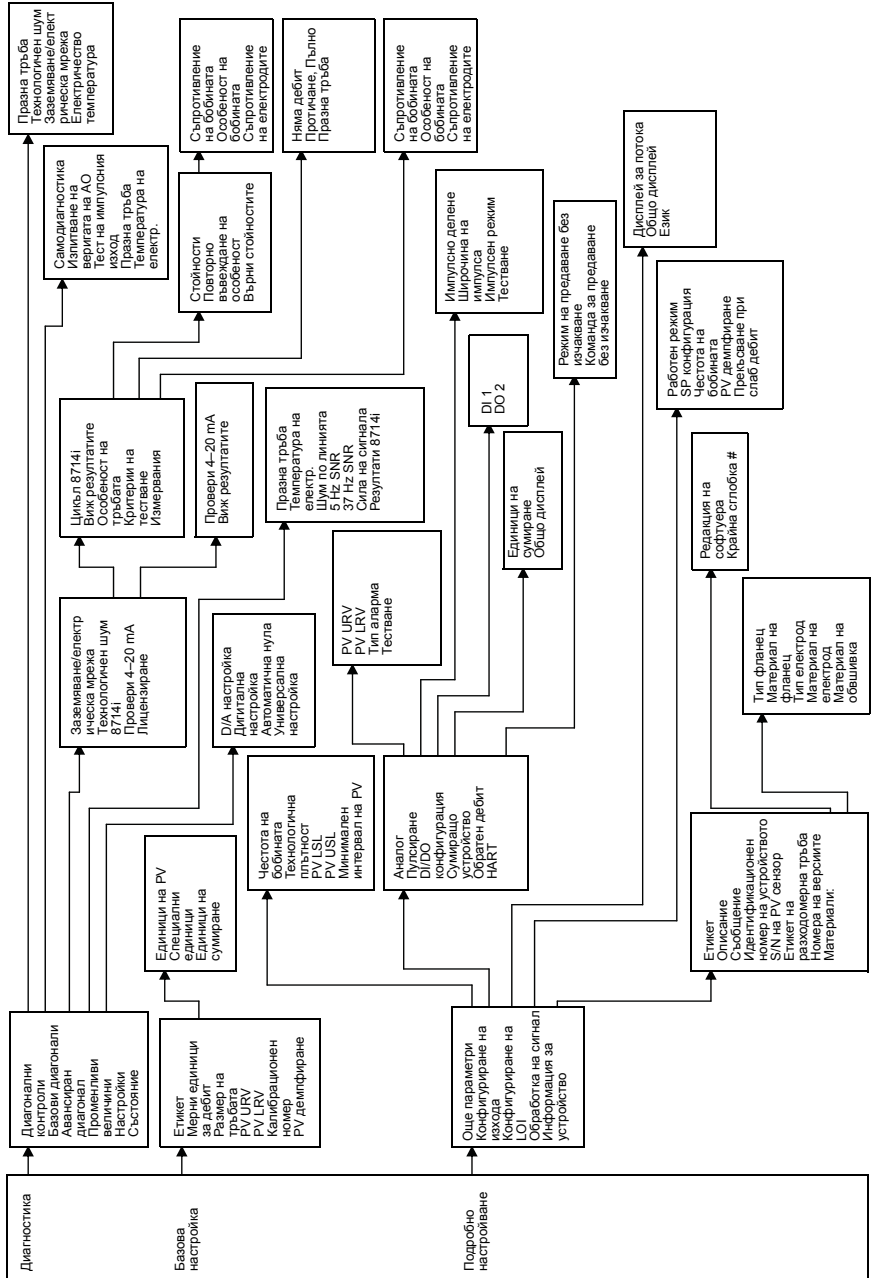 Диагностика
Базова
настройка
Подробно
настройване
Диагонални
контроли
Базови диагонали
Авансиран
диагонал
Променливи
величини
Настройки
Състояние
Етикет
Мерни единици
за дебит
Размер на
тръбата
PV URV
PV LRV
Калибрационен
номер
PV демпфиране
Още параметри
Конфигуриране на
изхода
Конфигуриране на
LOI
Обработка на сигнал
Информация за
устройство
Единици на PV
Специални
единици
Единици на
сумиране
Заземяване/електр
ическа мрежа
Технологичен шум
8714i
Провери 4–20 mA
Лицензиране
D/A настройка
Дигитална
настройка
Автоматична нула
Универсална
настройка
Честота на
бобината
Технологична
плътност
PV LSL
PV USL
Минимален
интервал на PV
Аналог
Пулсиране
DI/DO
конфигурация
Сумиращо
устройство
Обратен дебит
HART
Етикет
Описание
Съобщение
Идентификационен
номер на устройството
S/N на PV сензор
Етикет на
разходомерна тръба
Номера на версиите
Материали:
Цикъл 8714i
Виж резултатите
Особеност на
тръбата
Критерии на
тестване
Измервания
Провери 4–20 mA
Виж резултатите
Празна тръба
Температура на
електр.
Шум по линията
5 Hz SNR
37 Hz SNR
Сила на сигнала
Резултати 8714i
PV URV
PV LRV
Тип аларма
Тестване
Самодиагностика
Изпитване на
веригата на AO
Тест на импулсния
изход
Празна тръба
Температура на
електр.
Стойности
Повторно
въвеждане на
особеност
Върни стойностите
Импулсно делене
Широчина на
импулса
Импулсен режим
Тестване
DI 1
DO 2
Единици на
сумиране
Общо дисплей
Режим на предаване без
изчакване
Команда за предаване
без изчакване
Работен режим
SP конфигурация
Честота на
бобината
PV демпфиране
Прекъсване при
слаб дебит
Редакция на
софтуера
Крайна сглобка #
Тип фланец
Материал на
фланец
Тип електрод
Материал на
електрод
Материал на
обвшивка
Празна тръба
Технологичен шум
Заземяване/елект
рическа мрежа
Електричество
температура
Съпротивление
на бобината
Особеност на
бобината
Съпротивление
на електродите
Няма дебит
Протичане, Пълно
Празна тръба
Съпротивление
на бобината
Особеност на
бобината
Съпротивление
на електродите
Дисплей за потока
Общо дисплей
Език